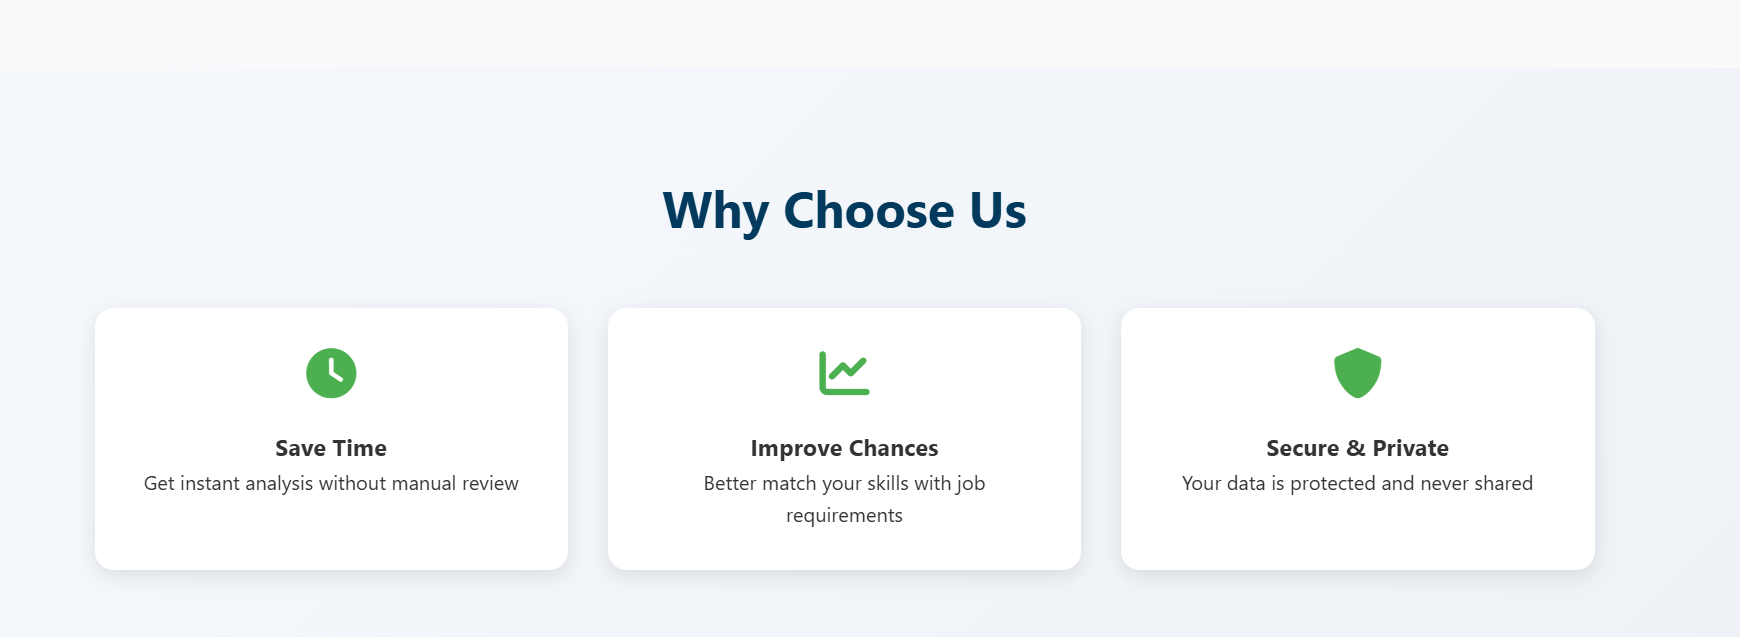 Why Choose Us
Save Time
Get instant analysis without manual review
Improve Chances
Better match your skills with job
requirements
Secure & Private
Your data is protected and never shared